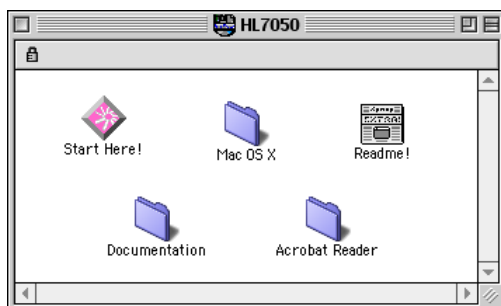 HL7050
Start Here!
Mac OS X
Readme!
Documentation
Acrobat Reader